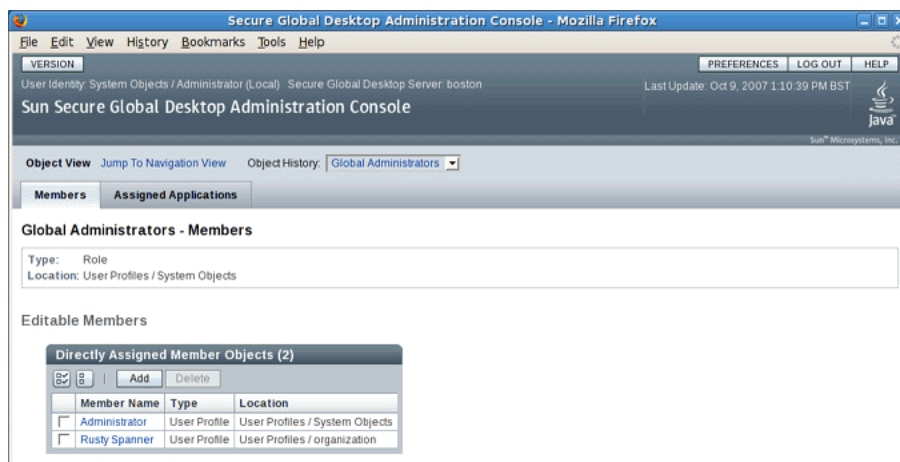 Secure Global Desktop Administration Console - Mozilla Firefox
File Edit View History Bookmarks Tools Help
VERSION PREFERENCES LOG OUT HELP
User Identity: System Objects / Administrator (Local) Secure Global Desktop Server: boston Last Update: Oct 9, 2007 1:10:39 PM BST
Sun Secure Global Desktop Administration Console
Java
Sun™ Microsystems, Inc.
Object View Jump To Navigation View Object History: Global Administrators
Members Assigned Applications
Global Administrators - Members
Type: Role
Location: User Profiles / System Objects
Editable Members
Directly Assigned Member Objects (2)
Add Delete
Member Name Type Location
Administrator User Profile User Profiles / System Objects
Rusty Spanner User Profile User Profiles / organization